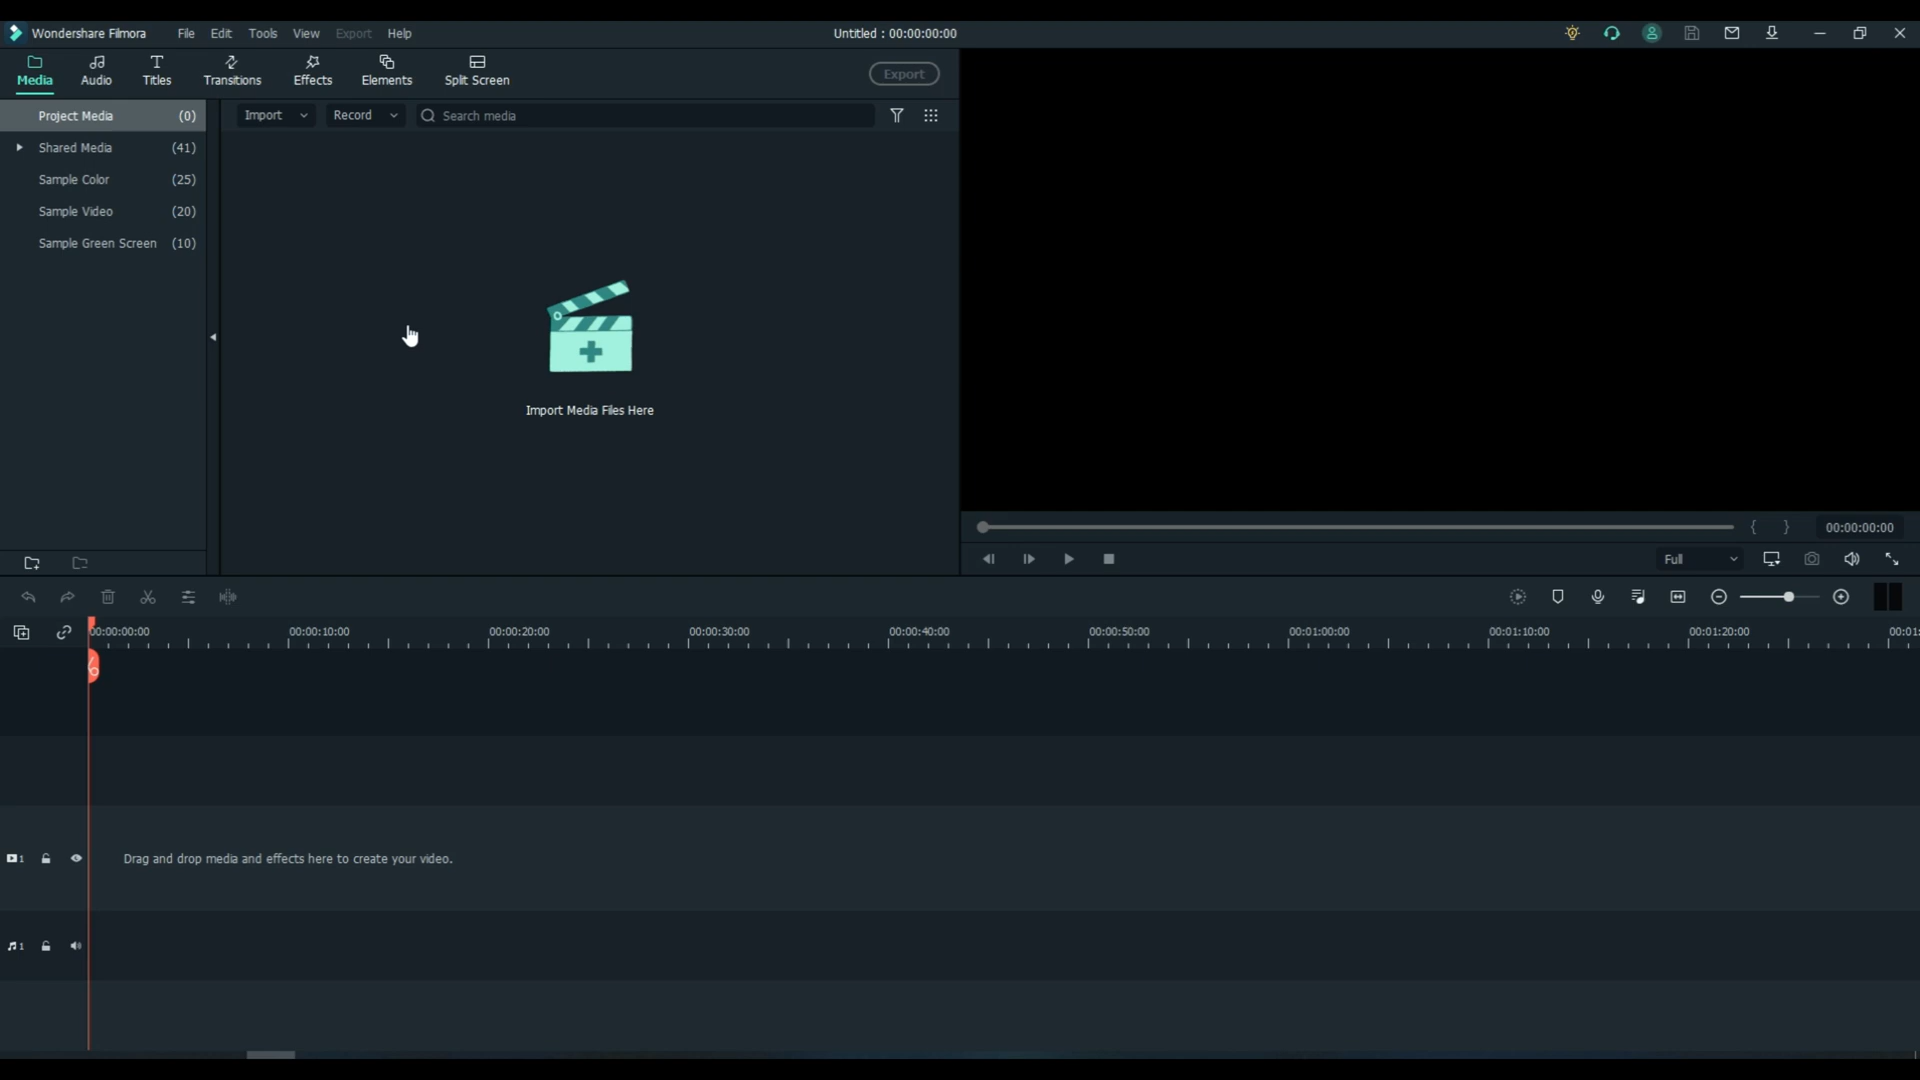 Wondershare Filmora File Edit Tools View Export Help Untitled : 00:00:00:00
Media Audio Titles Transitions Effects Elements Split Screen Export
Project Media (0) Import Record Search media
Shared Media (41)
Sample Color (25)
Sample Video (20)
Sample Green Screen (10)
Import Media Files Here
{ } 00:00:00:00
Full
00:00:00:00 00:00:10:00 00:00:20:00 00:00:30:00 00:00:40:00 00:00:50:00 00:01:00:00 00:01:10:00 00:01:20:00 00:01:
1 Drag and drop media and effects here to create your video.
1